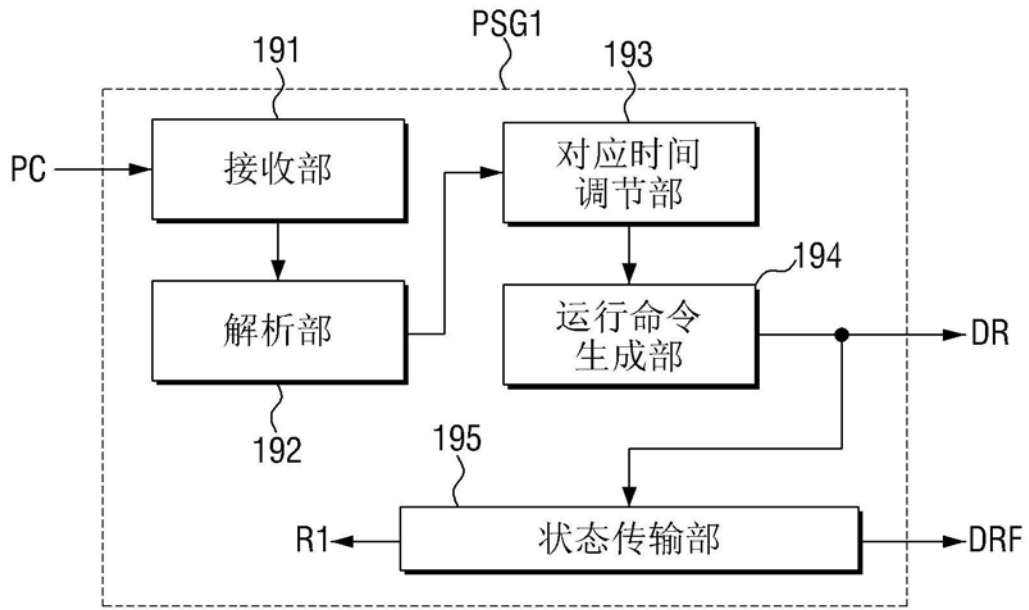 PSG1
191
193
PC
接收部
对应时间
调节部
194
解析部
运行命令
生成部
DR
192
195
R1
状态传输部
DRF